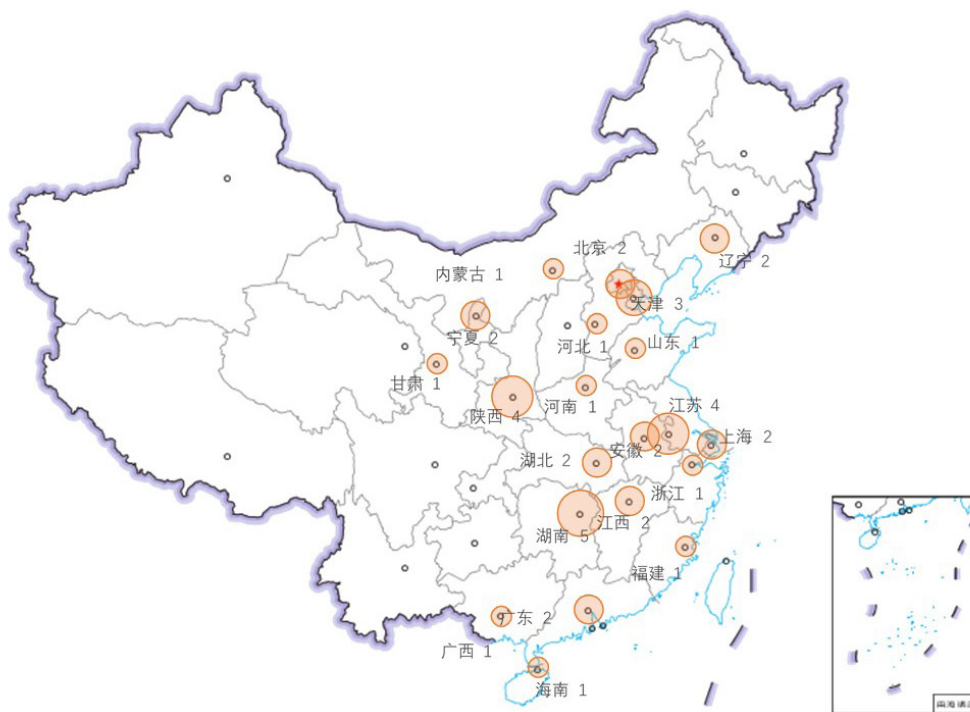 北京 2
辽宁 2
内蒙古 1
天津 3
宁夏 2
河北 1
山东 1
甘肃 1
陕西 4
河南 1
江苏 4
上海 2
安徽 2
湖北 2
浙江 1
湖南 5
江西 2
福建 1
广东 2
广西 1
海南 1